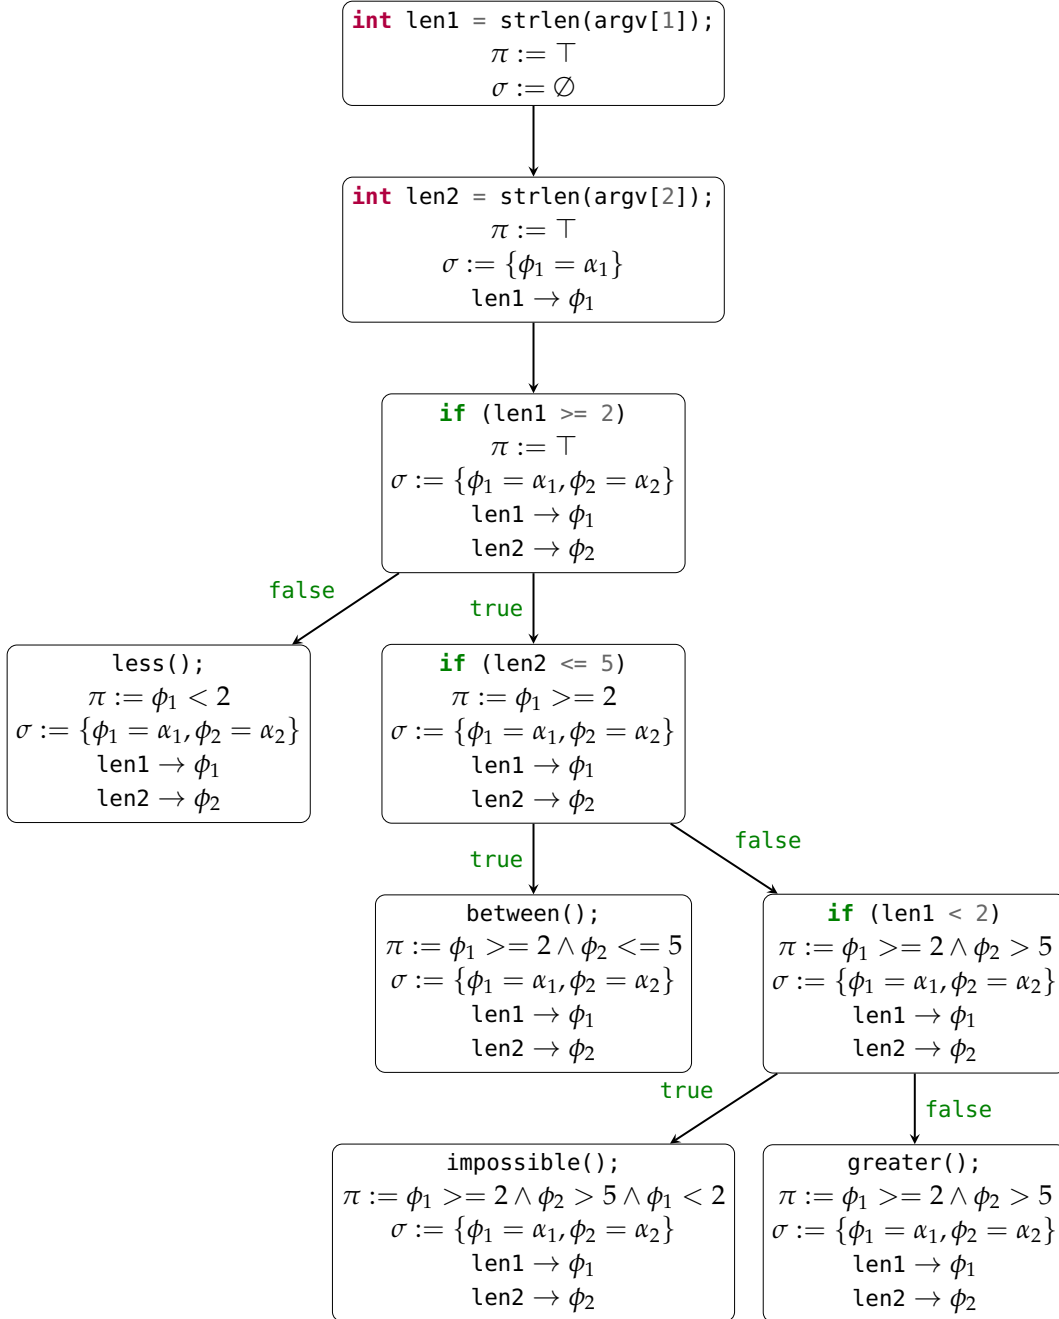 int len1 = strlen(argv[1]);
π := ⊤
σ := ∅
int len2 = strlen(argv[2]);
π := ⊤
σ := {ϕ₁ = α₁}
len1 → ϕ₁
if (len1 >= 2)
π := ⊤
σ := {ϕ₁ = α₁, ϕ₂ = α₂}
len1 → ϕ₁
len2 → ϕ₂
false
true
less();
π := ϕ₁ < 2
σ := {ϕ₁ = α₁, ϕ₂ = α₂}
len1 → ϕ₁
len2 → ϕ₂
if (len2 <= 5)
π := ϕ₁ >= 2
σ := {ϕ₁ = α₁, ϕ₂ = α₂}
len1 → ϕ₁
len2 → ϕ₂
true
false
between();
π := ϕ₁ >= 2 ∧ ϕ₂ <= 5
σ := {ϕ₁ = α₁, ϕ₂ = α₂}
len1 → ϕ₁
len2 → ϕ₂
if (len1 < 2)
π := ϕ₁ >= 2 ∧ ϕ₂ > 5
σ := {ϕ₁ = α₁, ϕ₂ = α₂}
len1 → ϕ₁
len2 → ϕ₂
true
false
impossible();
π := ϕ₁ >= 2 ∧ ϕ₂ > 5 ∧ ϕ₁ < 2
σ := {ϕ₁ = α₁, ϕ₂ = α₂}
len1 → ϕ₁
len2 → ϕ₂
greater();
π := ϕ₁ >= 2 ∧ ϕ₂ > 5
σ := {ϕ₁ = α₁, ϕ₂ = α₂}
len1 → ϕ₁
len2 → ϕ₂